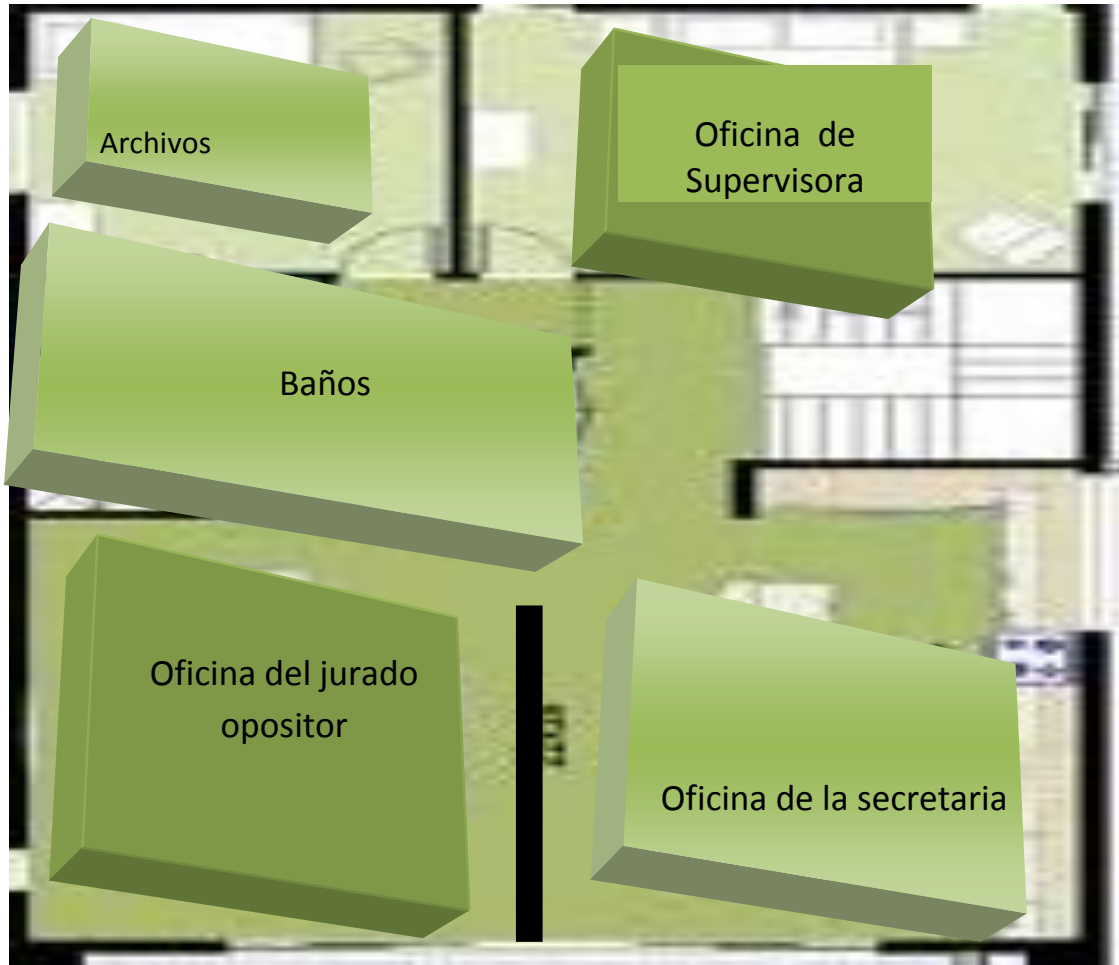 Archivos
Oficina de
Supervisora
Baños
Oficina del jurado
opositor
Oficina de la secretaria